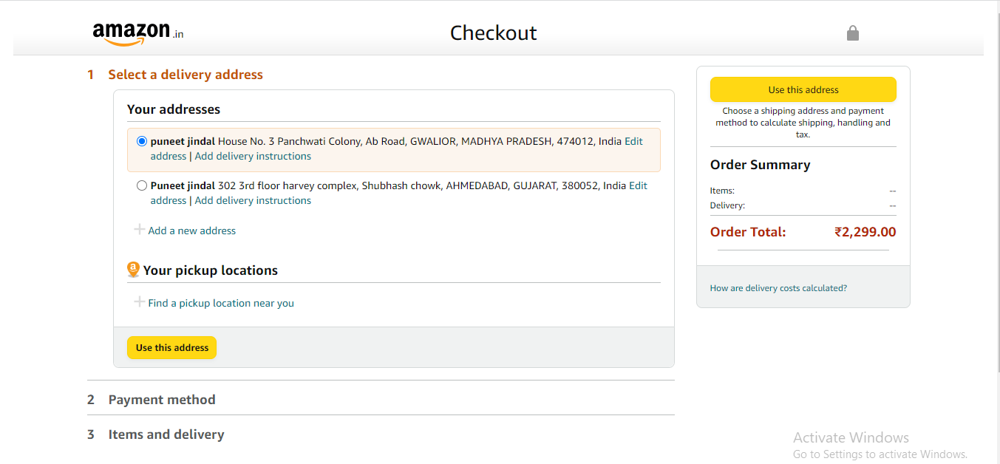 amazon.in
Checkout
1 Select a delivery address
Your addresses
puneet jindal House No. 3 Panchwati Colony, Ab Road, GWALIOR, MADHYA PRADESH, 474012, India Edit
address | Add delivery instructions
Puneet jindal 302 3rd floor harvey complex, Shubhash chowk, AHMEDABAD, GUJARAT, 380052, India Edit
address | Add delivery instructions
Add a new address
a
Your pickup locations
Find a pickup location near you
Use this address
2 Payment method
3 Items and delivery
Use this address
Choose a shipping address and payment
method to calculate shipping, handling and
tax.
Order Summary
Items: --
Delivery: --
Order Total: ₹2,299.00
How are delivery costs calculated?
Activate Windows
Go to Settings to activate Windows.